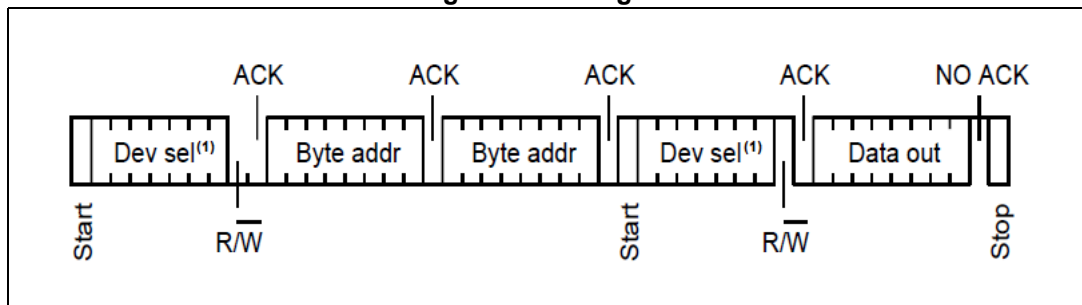 ACK ACK ACK ACK NO ACK
Dev sel(1) Byte addr Byte addr Dev sel(1) Data out
Start R/W Start R/W Stop